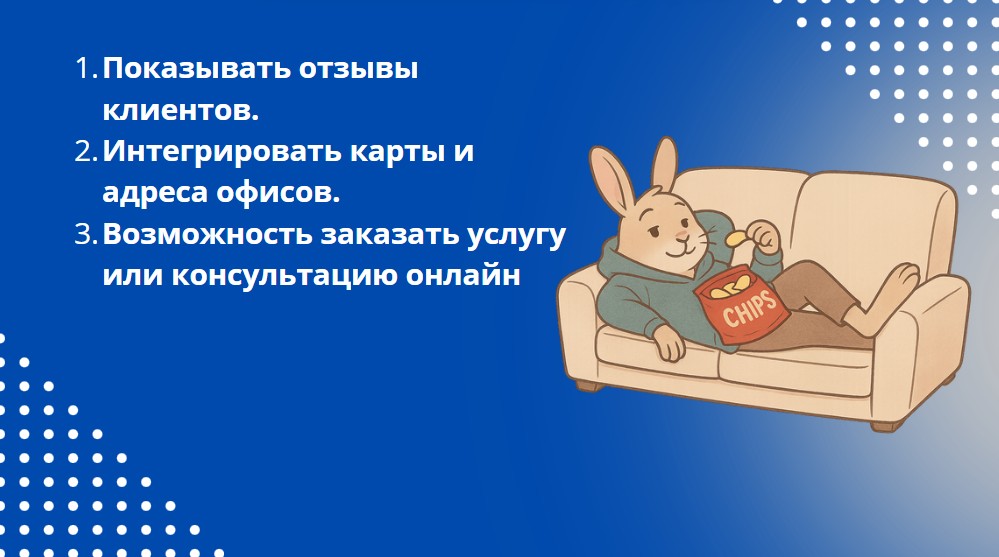 1. Показывать отзывы
клиентов.
2. Интегрировать карты и
адреса офисов.
3. Возможность заказать услугу
или консультацию онлайн
CHIPS